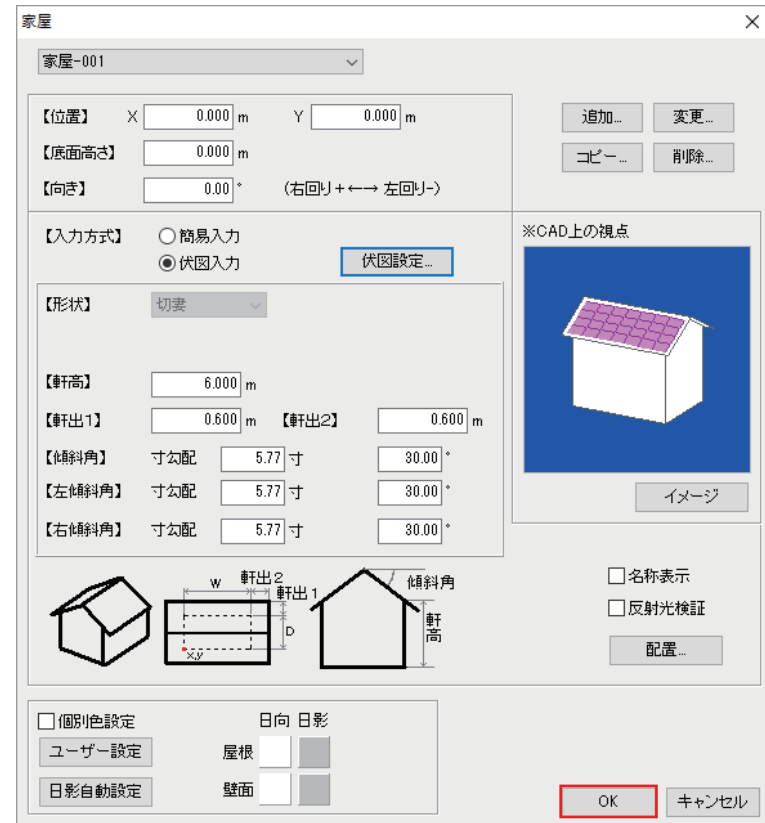 家屋
家屋-001
【位置】 X 0.000 m Y 0.000 m
追加... 変更...
【底面高さ】 0.000 m
コピー... 削除...
【向き】 0.00 ° (右回り+←→ 左回り-)
【入力方式】 簡易入力
伏図入力 伏図設定...
※CAD上の視点
【形状】 切妻
【軒高】 6.000 m
【軒出1】 0.600 m 【軒出2】 0.600 m
【傾斜角】 寸勾配 5.77 寸 30.00 °
【左傾斜角】 寸勾配 5.77 寸 30.00 °
イメージ
【右傾斜角】 寸勾配 5.77 寸 30.00 °
W 軒出2 軒出1
D
x,y
傾斜角
軒高
名称表示
反射光検証
配置...
個別色設定 日向 日影
ユーザー設定 屋根
日影自動設定 壁面
OK キャンセル